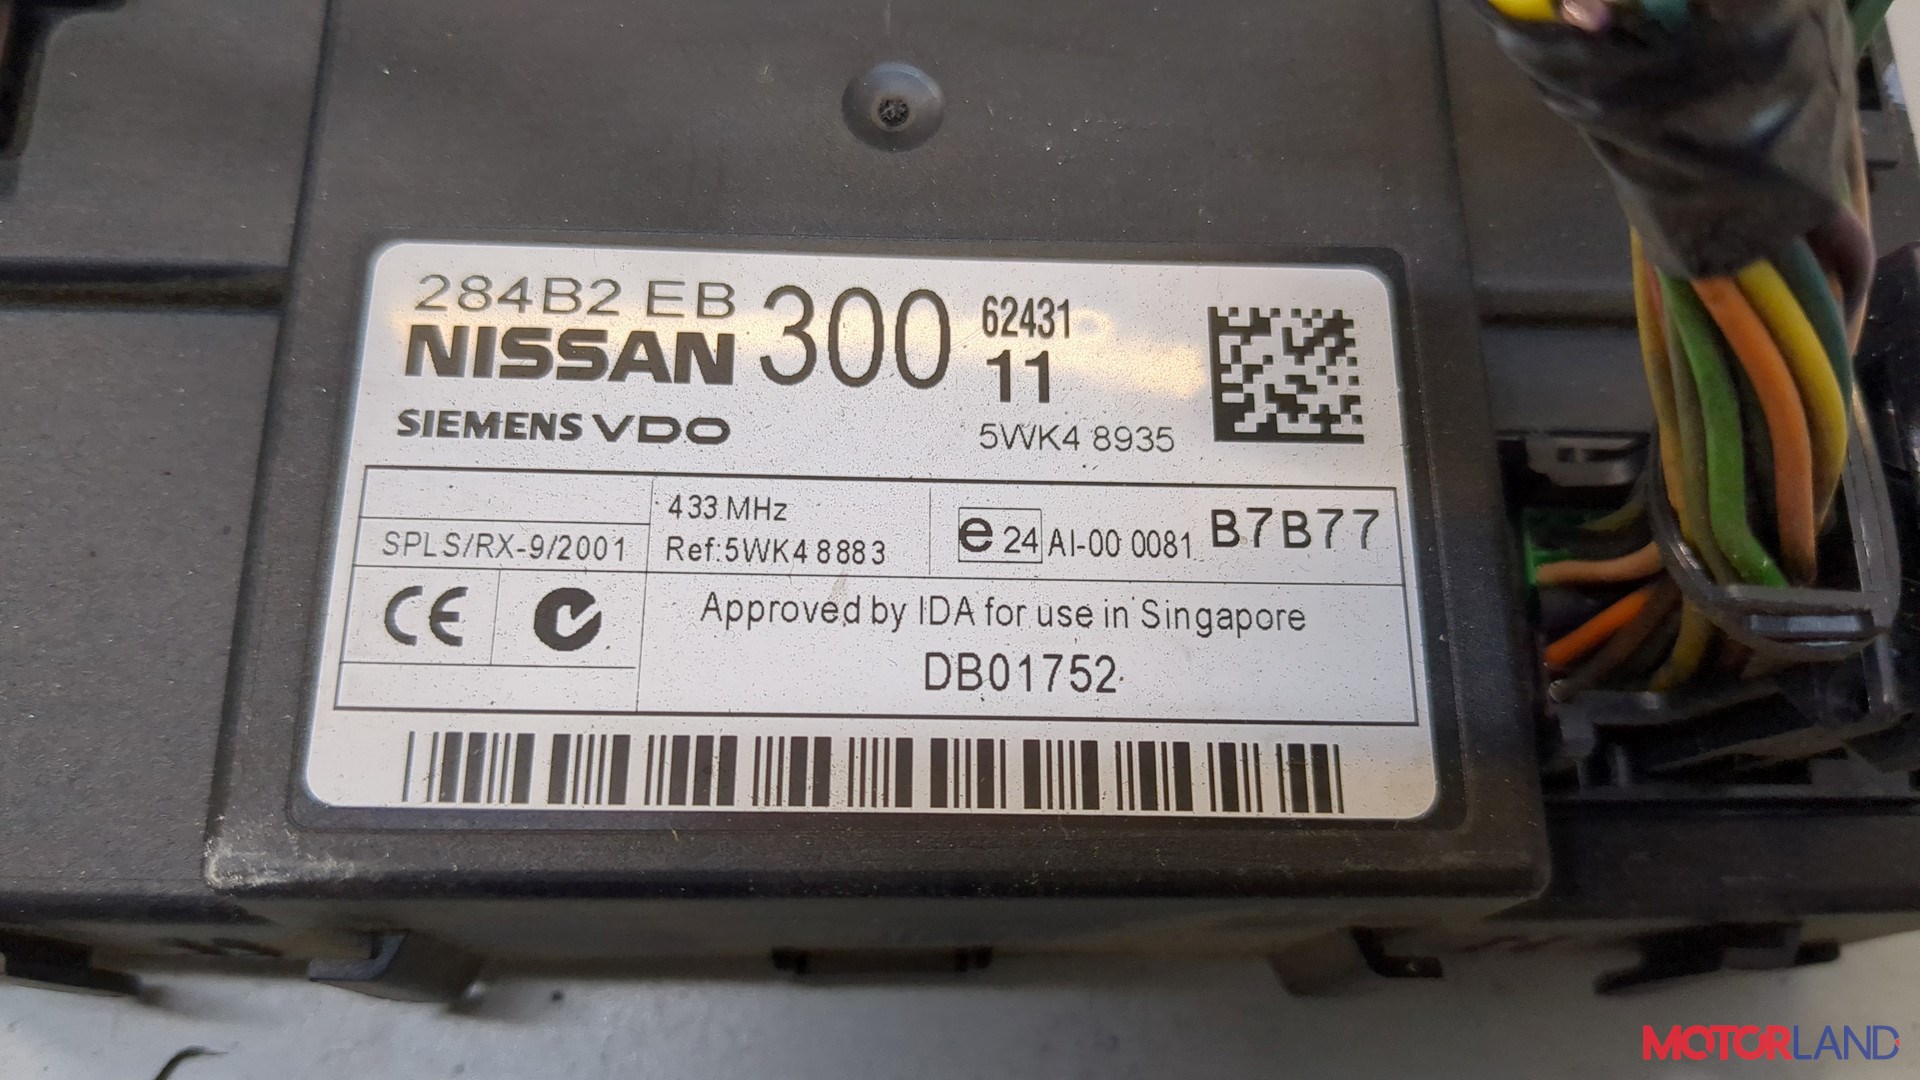 284B2 EB 300 62431
NISSAN 11
SIEMENS VDO 5WK4 8935
433 MHz
SPLS/RX-9/2001 Ref:5WK4 8883 e 24 AI-00 0081 B7B77
CE
Approved by IDA for use in Singapore
DB01752
MOTORLAND